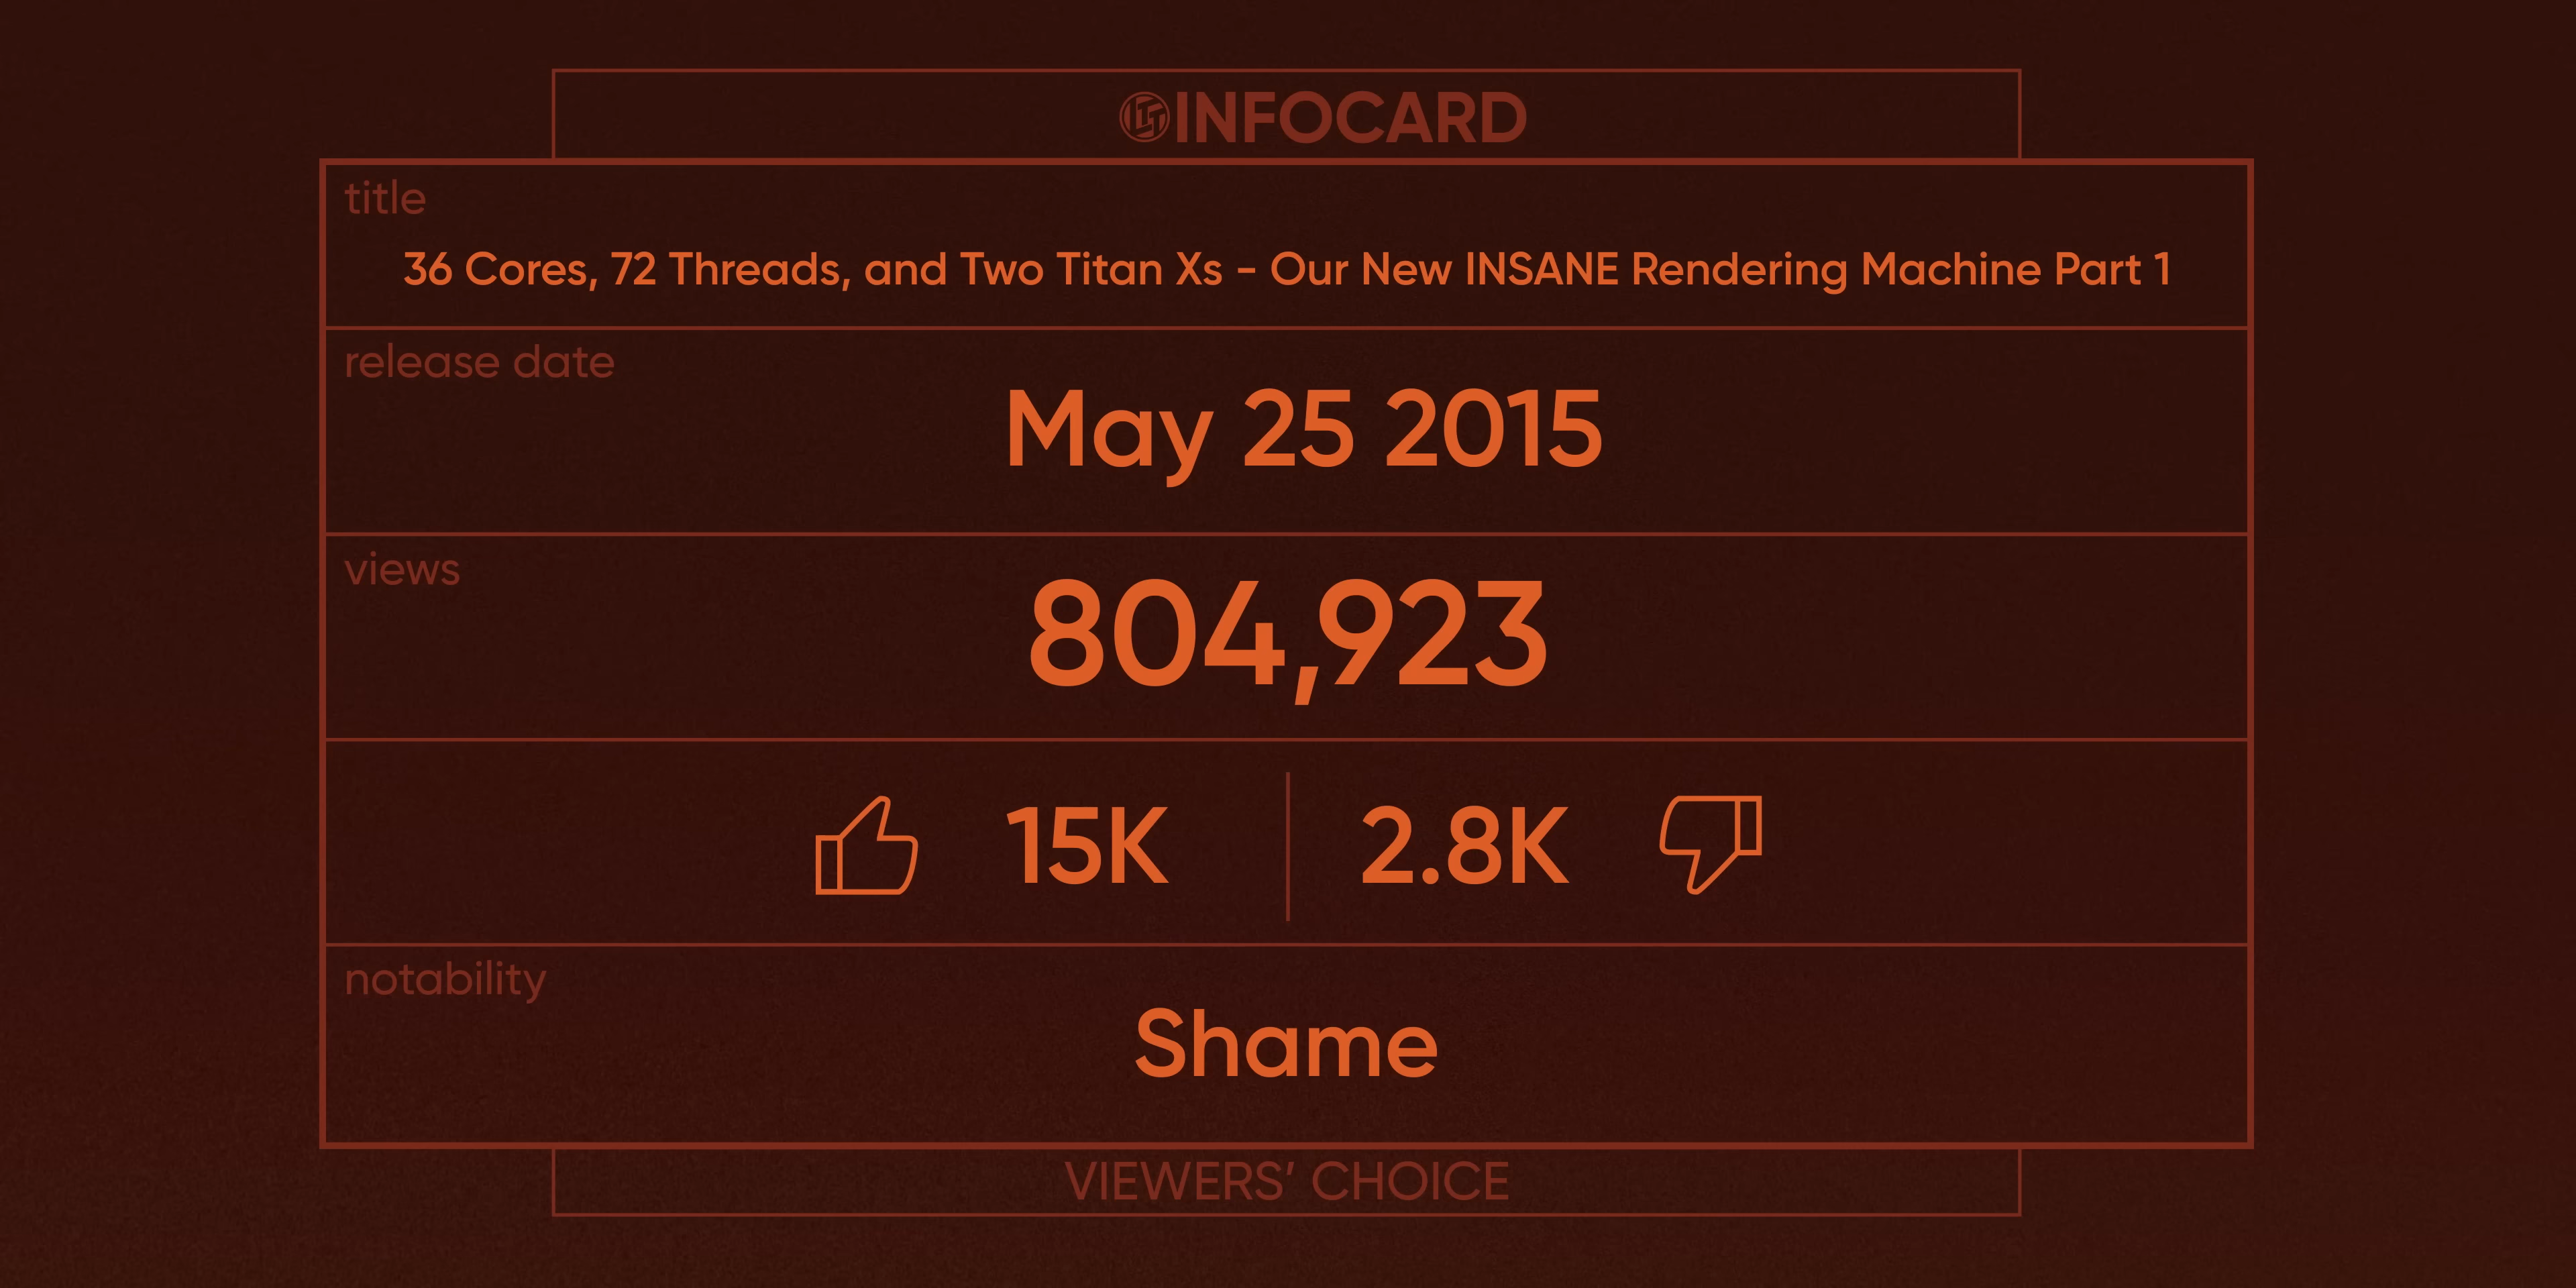 LTT INFOCARD
title
36 Cores, 72 Threads, and Two Titan Xs - Our New INSANE Rendering Machine Part 1
release date
May 25 2015
views
804,923
15K
2.8K
notability
Shame
VIEWERS’ CHOICE